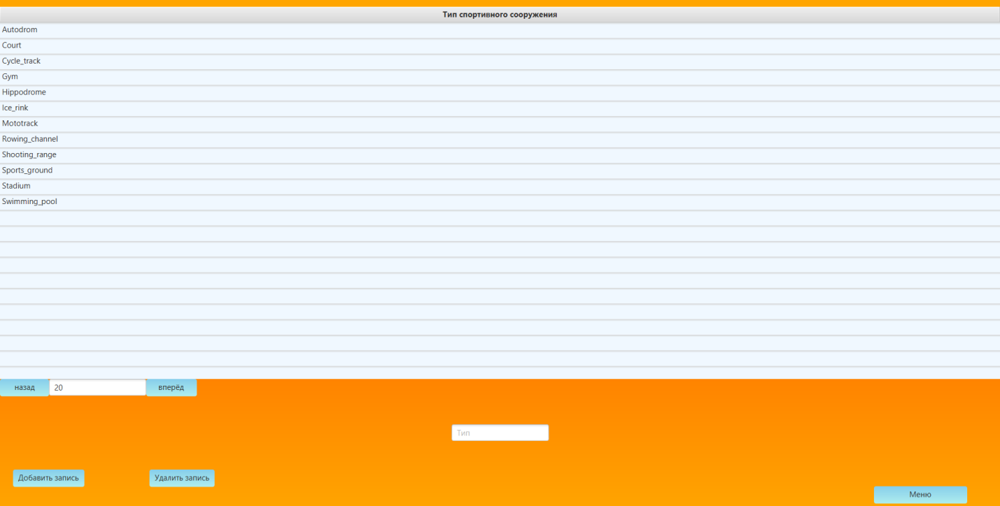 Тип спортивного сооружения
Autodrom
Court
Cycle_track
Gym
Hippodrome
Ice_rink
Mototrack
Rowing_channel
Shooting_range
Sports_ground
Stadium
Swimming_pool
назад 20 вперёд
Тип
Добавить запись Удалить запись
Меню